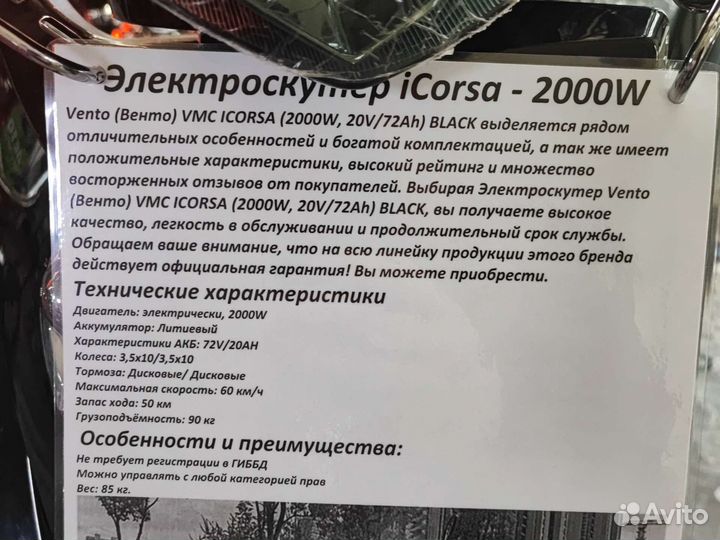 Электроскутер iCorsa - 2000W
Vento (Венто) VMC ICORSA (2000W, 20V/72Ah) BLACK выделяется рядом
отличительных особенностей и богатой комплектацией, а так же имеет
положительные характеристики, высокий рейтинг и множество
восторженных отзывов от покупателей. Выбирая Электроскутер Vento
(Венто) VMC ICORSA (2000W, 20V/72Ah) BLACK, вы получаете высокое
качество, легкость в обслуживании и продолжительный срок службы.
Обращаем ваше внимание, что на всю линейку продукции этого бренда
действует официальная гарантия! Вы можете приобрести.
Технические характеристики
Двигатель: электрически, 2000W
Аккумулятор: Литиевый
Характеристики АКБ: 72V/20AH
Колеса: 3,5x10/3,5x10
Тормоза: Дисковые/ Дисковые
Максимальная скорость: 60 км/ч
Запас хода: 50 км
Грузоподъёмность: 90 кг
Особенности и преимущества:
Не требует регистрации в ГИББД
Можно управлять с любой категорией прав
Вес: 85 кг.
Avito